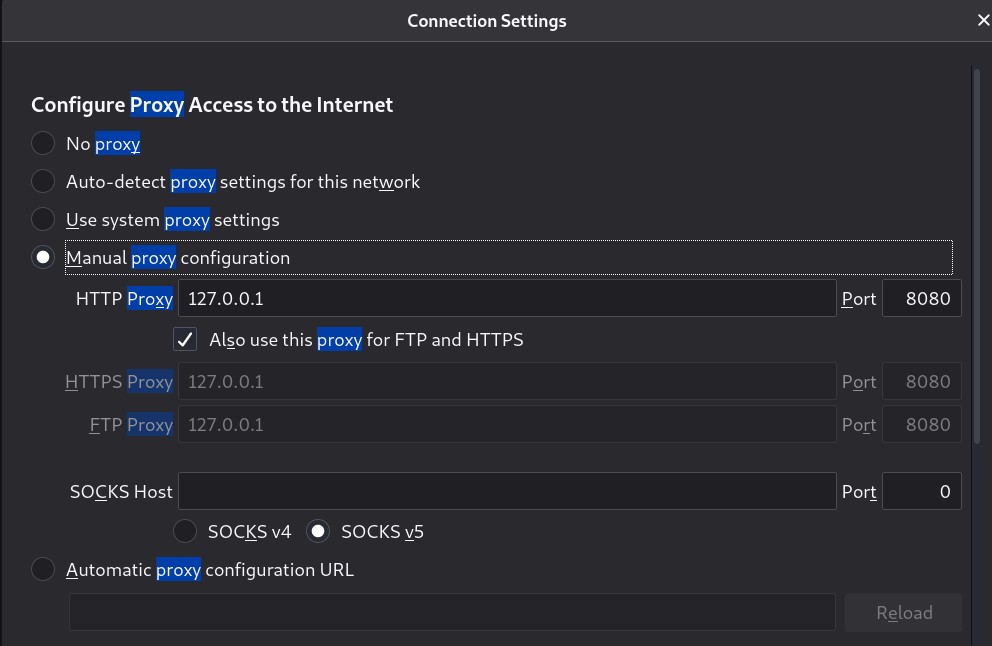 Connection Settings
Configure Proxy Access to the Internet
No proxy
Auto-detect proxy settings for this network
Use system proxy settings
Manual proxy configuration
HTTP Proxy 127.0.0.1 Port 8080
Also use this proxy for FTP and HTTPS
HTTPS Proxy 127.0.0.1 Port 8080
FTP Proxy 127.0.0.1 Port 8080
SOCKS Host Port 0
SOCKS v4 SOCKS v5
Automatic proxy configuration URL
Reload